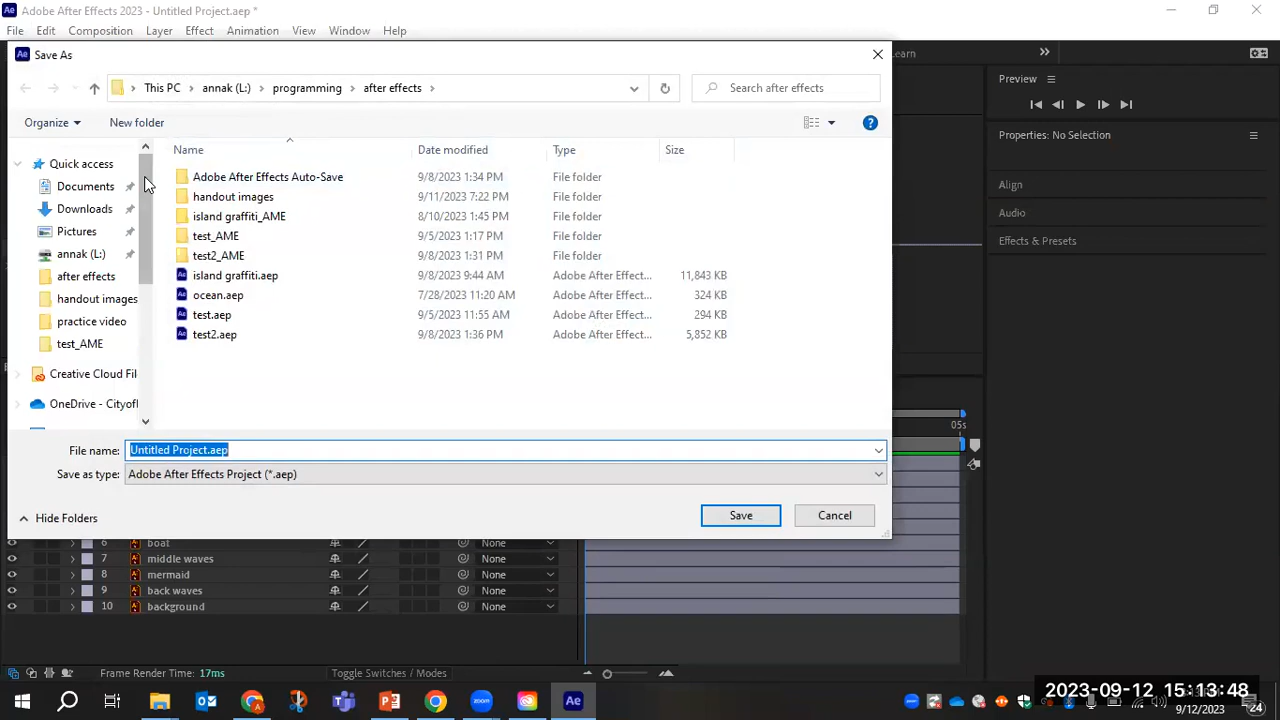 Adobe After Effects 2023 - Untitled Project.aep *
File Edit Composition Layer Effect Animation View Window Help
Save As
Learn
This PC annak (L:) programming after effects
Search after effects
Preview
Organize New folder
Properties: No Selection
Name Date modified Type Size
Quick access
Documents
Downloads
Pictures
annak (L:)
after effects
handout images
practice video
test_AME
Creative Cloud Fil
OneDrive - Cityof
Adobe After Effects Auto-Save 9/8/2023 1:34 PM File folder
handout images 9/11/2023 7:22 PM File folder
island graffiti_AME 8/10/2023 1:45 PM File folder
test_AME 9/5/2023 1:17 PM File folder
test2_AME 9/8/2023 1:31 PM File folder
island graffiti.aep 9/8/2023 9:44 AM Adobe After Effect... 11,843 KB
ocean.aep 7/28/2023 11:20 AM Adobe After Effect... 324 KB
test.aep 9/5/2023 11:55 AM Adobe After Effect... 294 KB
test2.aep 9/8/2023 1:36 PM Adobe After Effect... 5,852 KB
Align
Audio
Effects & Presets
File name: Untitled Project.aep
Save as type: Adobe After Effects Project (*.aep)
Hide Folders
Save Cancel
05s
6 boat None
7 middle waves None
8 mermaid None
9 back waves None
10 background None
Frame Render Time: 17ms
Toggle Switches / Modes
2023-09-12 15:13:48
9/12/2023
24